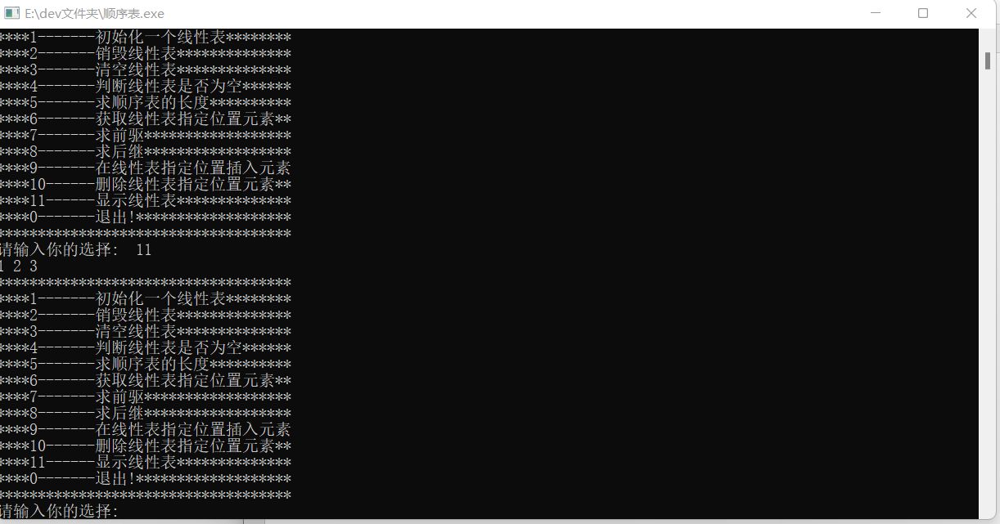 E:\dev文件夹\顺序表.exe
****1-------初始化一个线性表********
****2-------销毁线性表**************
****3-------清空线性表**************
****4-------判断线性表是否为空******
****5-------求顺序表的长度**********
****6-------获取线性表指定位置元素**
****7-------求前驱******************
****8-------求后继******************
****9-------在线性表指定位置插入元素
****10------删除线性表指定位置元素**
****11------显示线性表**************
****0-------退出!*******************
************************************
请输入你的选择:  11
1 2 3
************************************
****1-------初始化一个线性表********
****2-------销毁线性表**************
****3-------清空线性表**************
****4-------判断线性表是否为空******
****5-------求顺序表的长度**********
****6-------获取线性表指定位置元素**
****7-------求前驱******************
****8-------求后继******************
****9-------在线性表指定位置插入元素
****10------删除线性表指定位置元素**
****11------显示线性表**************
****0-------退出!*******************
************************************
请输入你的选择: